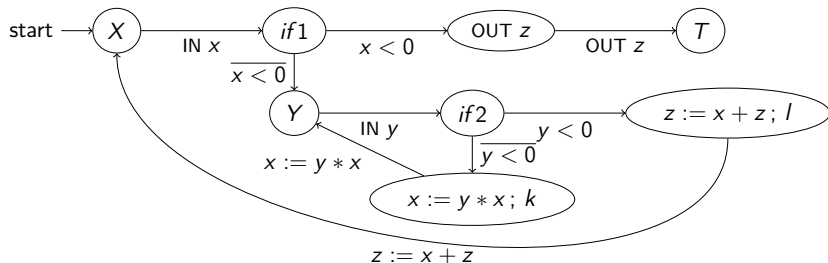 start X if1 OUT z T
IN x x < 0 OUT z
x < 0
Y if2 z := x + z ; l
IN y y < 0
x := y ∗ x y < 0
x := y ∗ x ; k
z := x + z